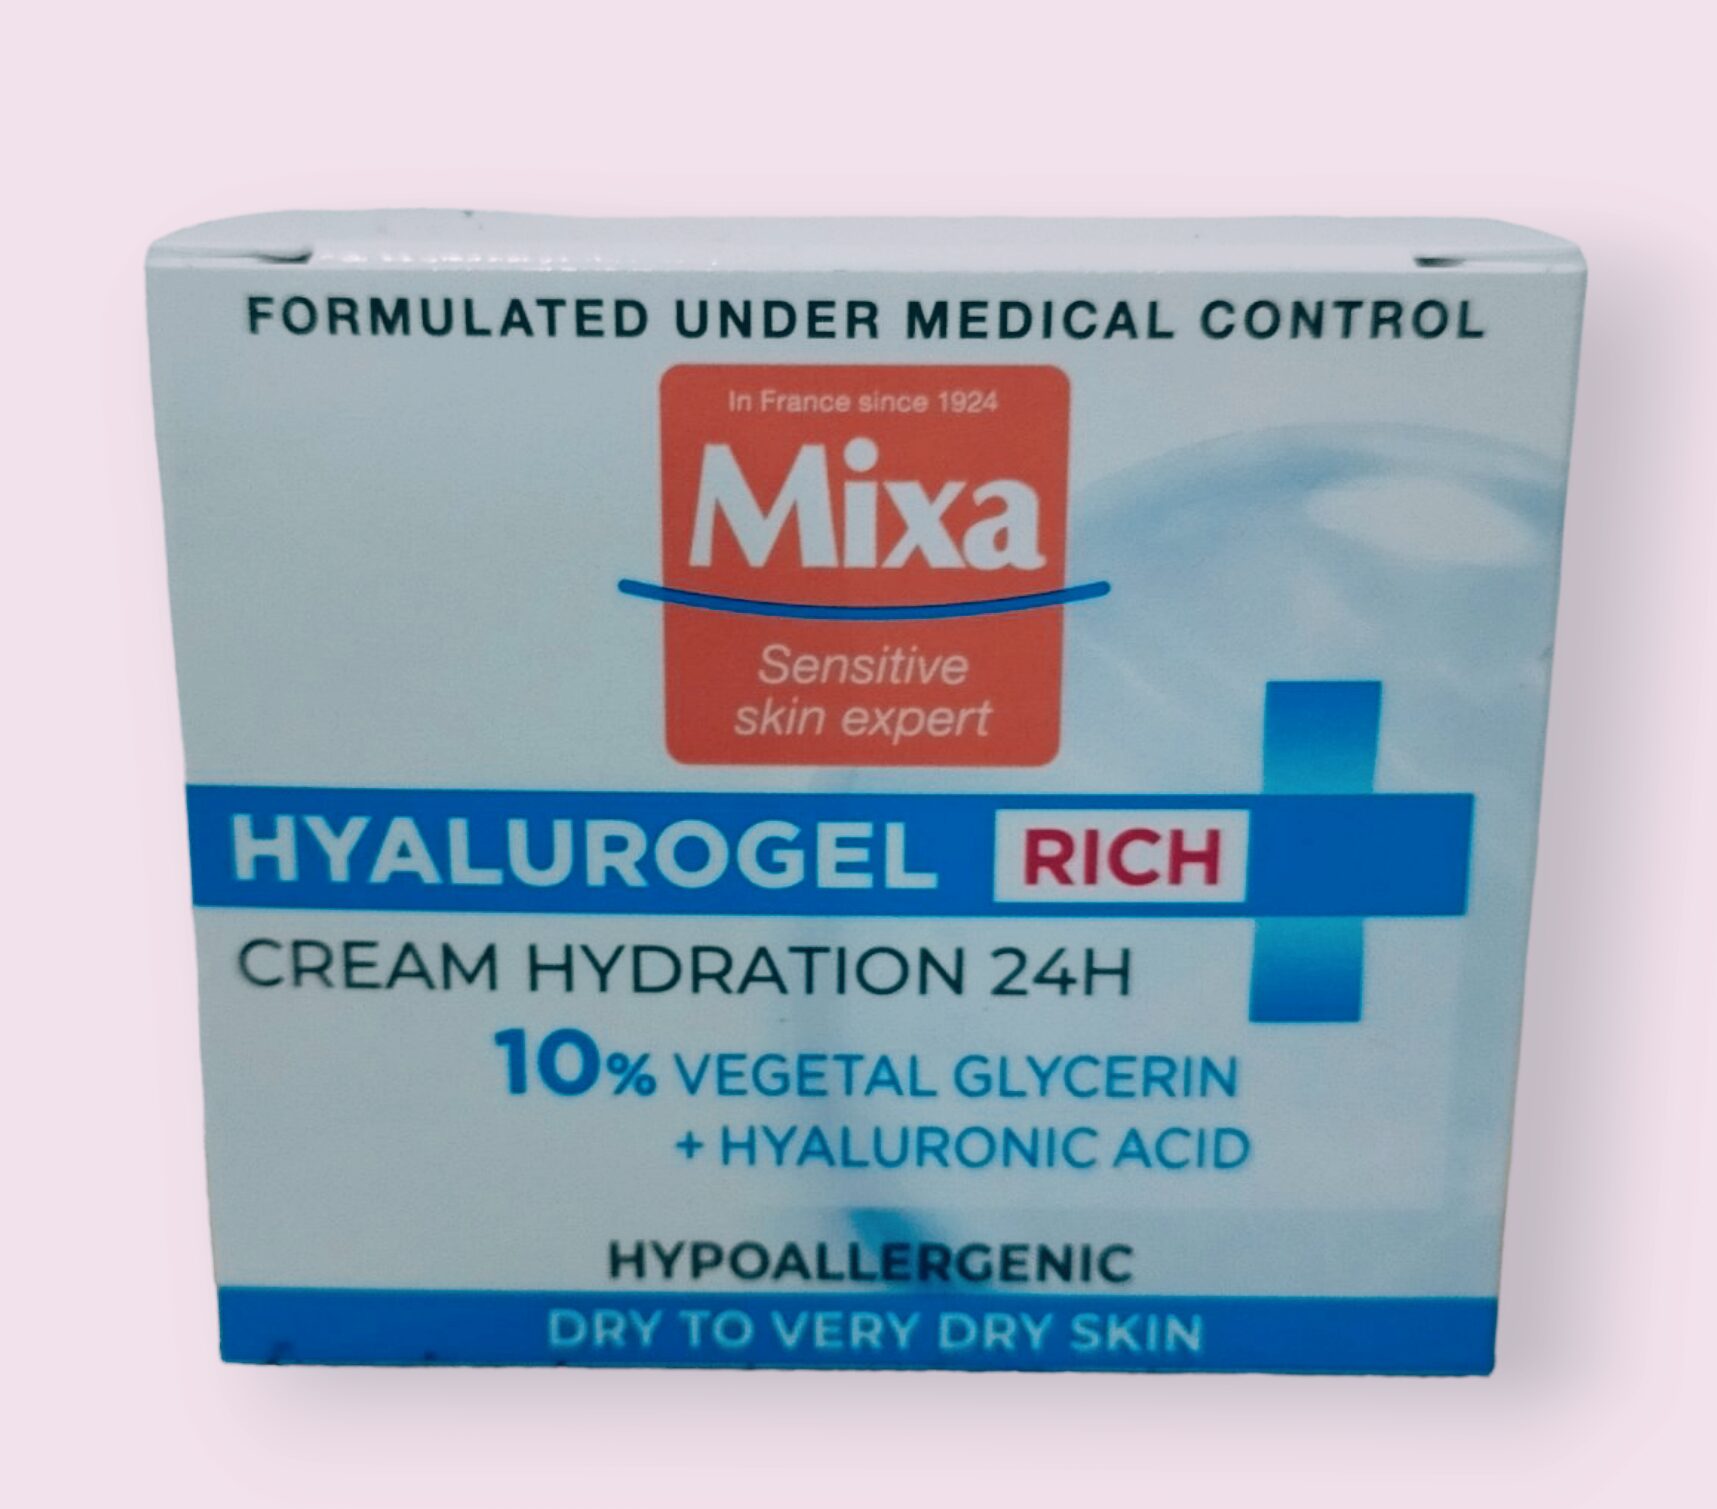 FORMULATED UNDER MEDICAL CONTROL
In France since 1924
Mixa
Sensitive
skin expert
HYALUROGEL RICH
CREAM HYDRATION 24H
10% VEGETAL GLYCERIN
+ HYALURONIC ACID
HYPOALLERGENIC
DRY TO VERY DRY SKIN